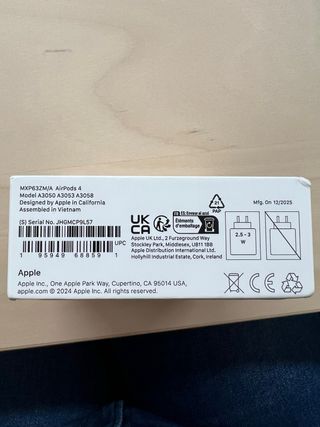 MXP63ZM/A AirPods 4
Model A3050 A3053 A3058
Designed by Apple in California
Assembled in Vietnam
(S) Serial No. JHGMCP9L57
UPC
1 95949 68859 1
UK
CA
Éléments
d'emballage
21
PAP
Mfg. On 12/2025
2.5 - 3
W
Apple UK Ltd., 2 Furzeground Way
Stockley Park, Middlesex, UB11 1BB
Apple Distribution International Ltd.
Hollyhill Industrial Estate, Cork, Ireland
Apple
Apple Inc., One Apple Park Way, Cupertino, CA 95014 USA,
apple.com © 2024 Apple Inc. All rights reserved.
CE